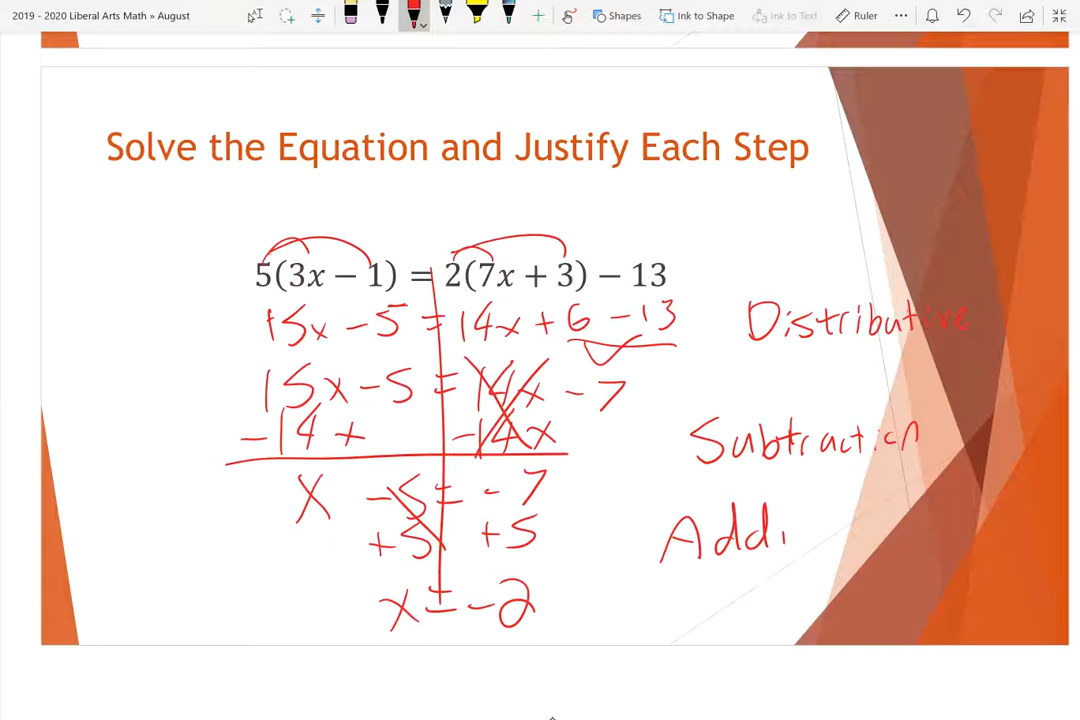 2019 - 2020 Liberal Arts Math » August
Shapes Ink to Shape Ink to Text Ruler
Solve the Equation and Justify Each Step
5(3x − 1) = 2(7x + 3) − 13
15x - 5 = 14x + 6 - 13 Distributive
15x - 5 = 14x - 7
-14x -14x Subtraction
x - 5 = - 7
+5 +5 Addi
x = -2